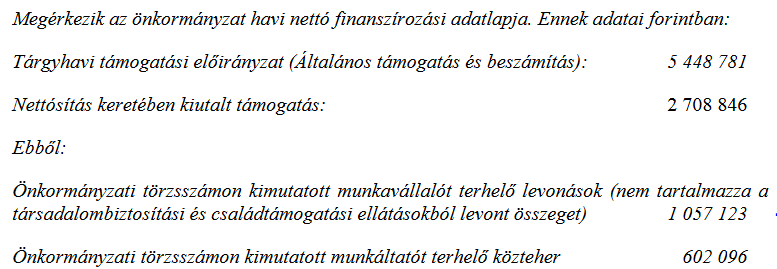 Megérkezik az önkormányzat havi nettó finanszírozási adatlapja. Ennek adatai forintban:
Tárgyhavi támogatási előirányzat (Általános támogatás és beszámítás): 5 448 781
Nettósítás keretében kiutalt támogatás: 2 708 846
Ebből:
Önkormányzati törzsszámon kimutatott munkavállalót terhelő levonások (nem tartalmazza a
társadalombiztosítási és családtámogatási ellátásokból levont összeget) 1 057 123
Önkormányzati törzsszámon kimutatott munkáltatót terhelő közteher 602 096